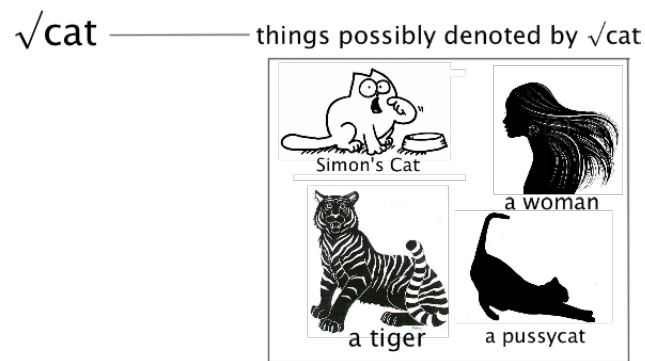 √cat
things possibly denoted by √cat
Simon's Cat
a woman
a tiger
a pussycat